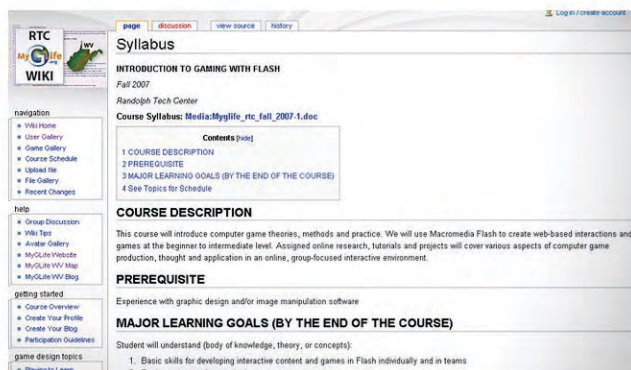 Log in / create account
page discussion view source history
RTC
MyGlife
.org
WIKI
WV
Syllabus
INTRODUCTION TO GAMING WITH FLASH
Fall 2007
Randolph Tech Center
Course Syllabus: Media:Myglife_rtc_fall_2007-1.doc
Contents [hide]
1 COURSE DESCRIPTION
2 PREREQUISITE
3 MAJOR LEARNING GOALS (BY THE END OF THE COURSE)
4 See Topics for Schedule
navigation
Wiki Home
User Gallery
Game Gallery
Course Schedule
Upload file
File Gallery
Recent Changes
help
Group Discussion
Wiki Tips
Avatar Gallery
MyGLife Website
MyGLife WV Map
MyGLife WV Blog
getting started
Course Overview
Create Your Profile
Create Your Blog
Participation Guidelines
game design topics
COURSE DESCRIPTION
This course will introduce computer game theories, methods and practice. We will use Macromedia Flash to create web-based interactions and
games at the beginner to intermediate level. Assigned online research, tutorials and projects will cover various aspects of computer game
production, thought and application in an online, group-focused interactive environment.
PREREQUISITE
Experience with graphic design and/or image manipulation software
MAJOR LEARNING GOALS (BY THE END OF THE COURSE)
Student will understand (body of knowledge, theory, or concepts):
1. Basic skills for developing interactive content and games in Flash individually and in teams